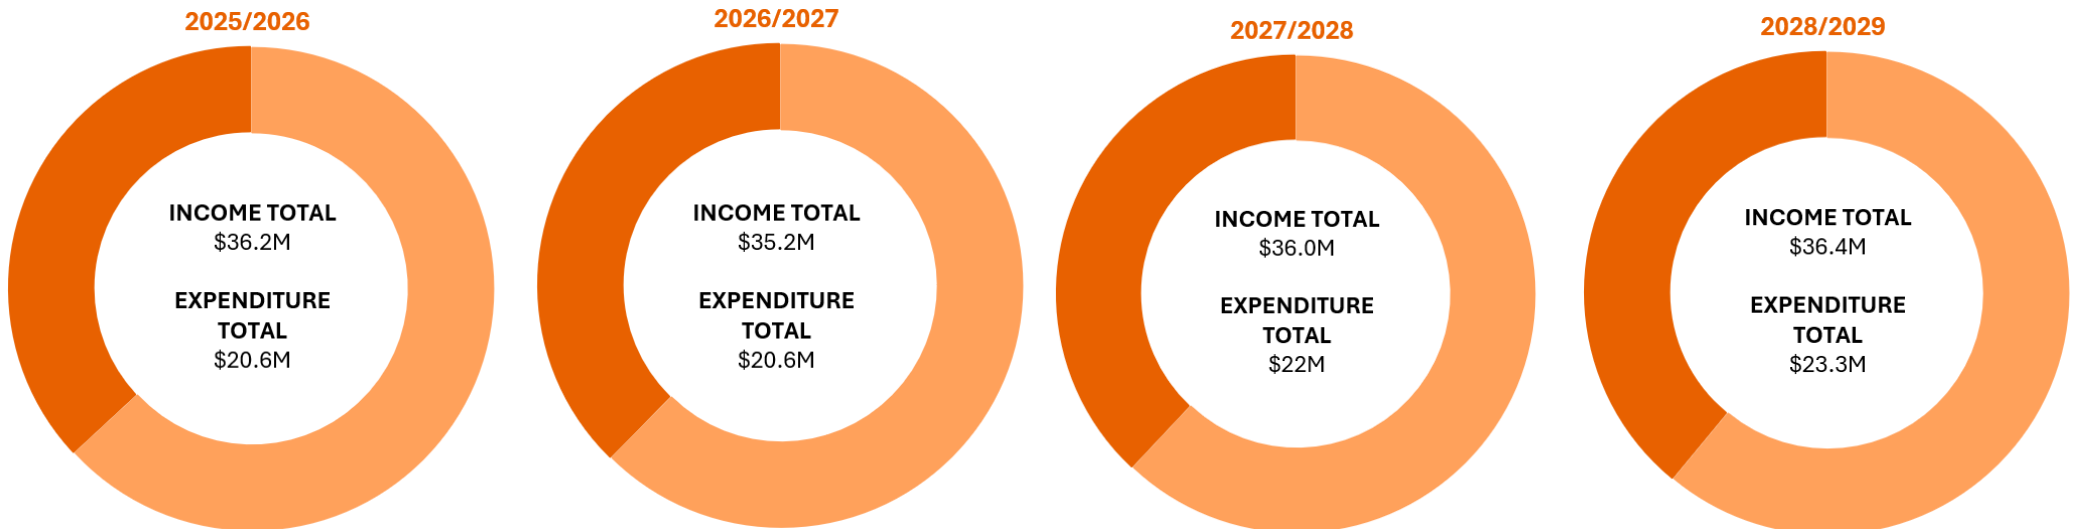 2025/2026
INCOME TOTAL
$36.2M
EXPENDITURE
TOTAL
$20.6M
2026/2027
INCOME TOTAL
$35.2M
EXPENDITURE
TOTAL
$20.6M
2027/2028
INCOME TOTAL
$36.0M
EXPENDITURE
TOTAL
$22M
2028/2029
INCOME TOTAL
$36.4M
EXPENDITURE
TOTAL
$23.3M